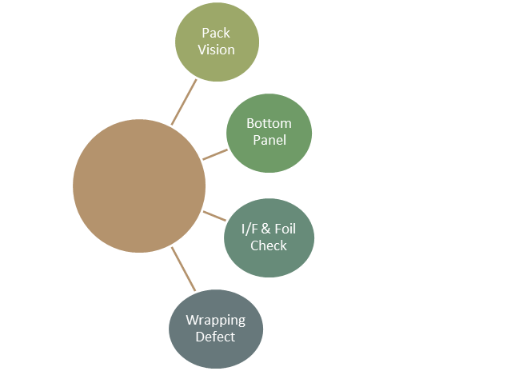 Pack
Vision
Bottom
Panel
I/F & Foil
Check
Wrapping
Defect